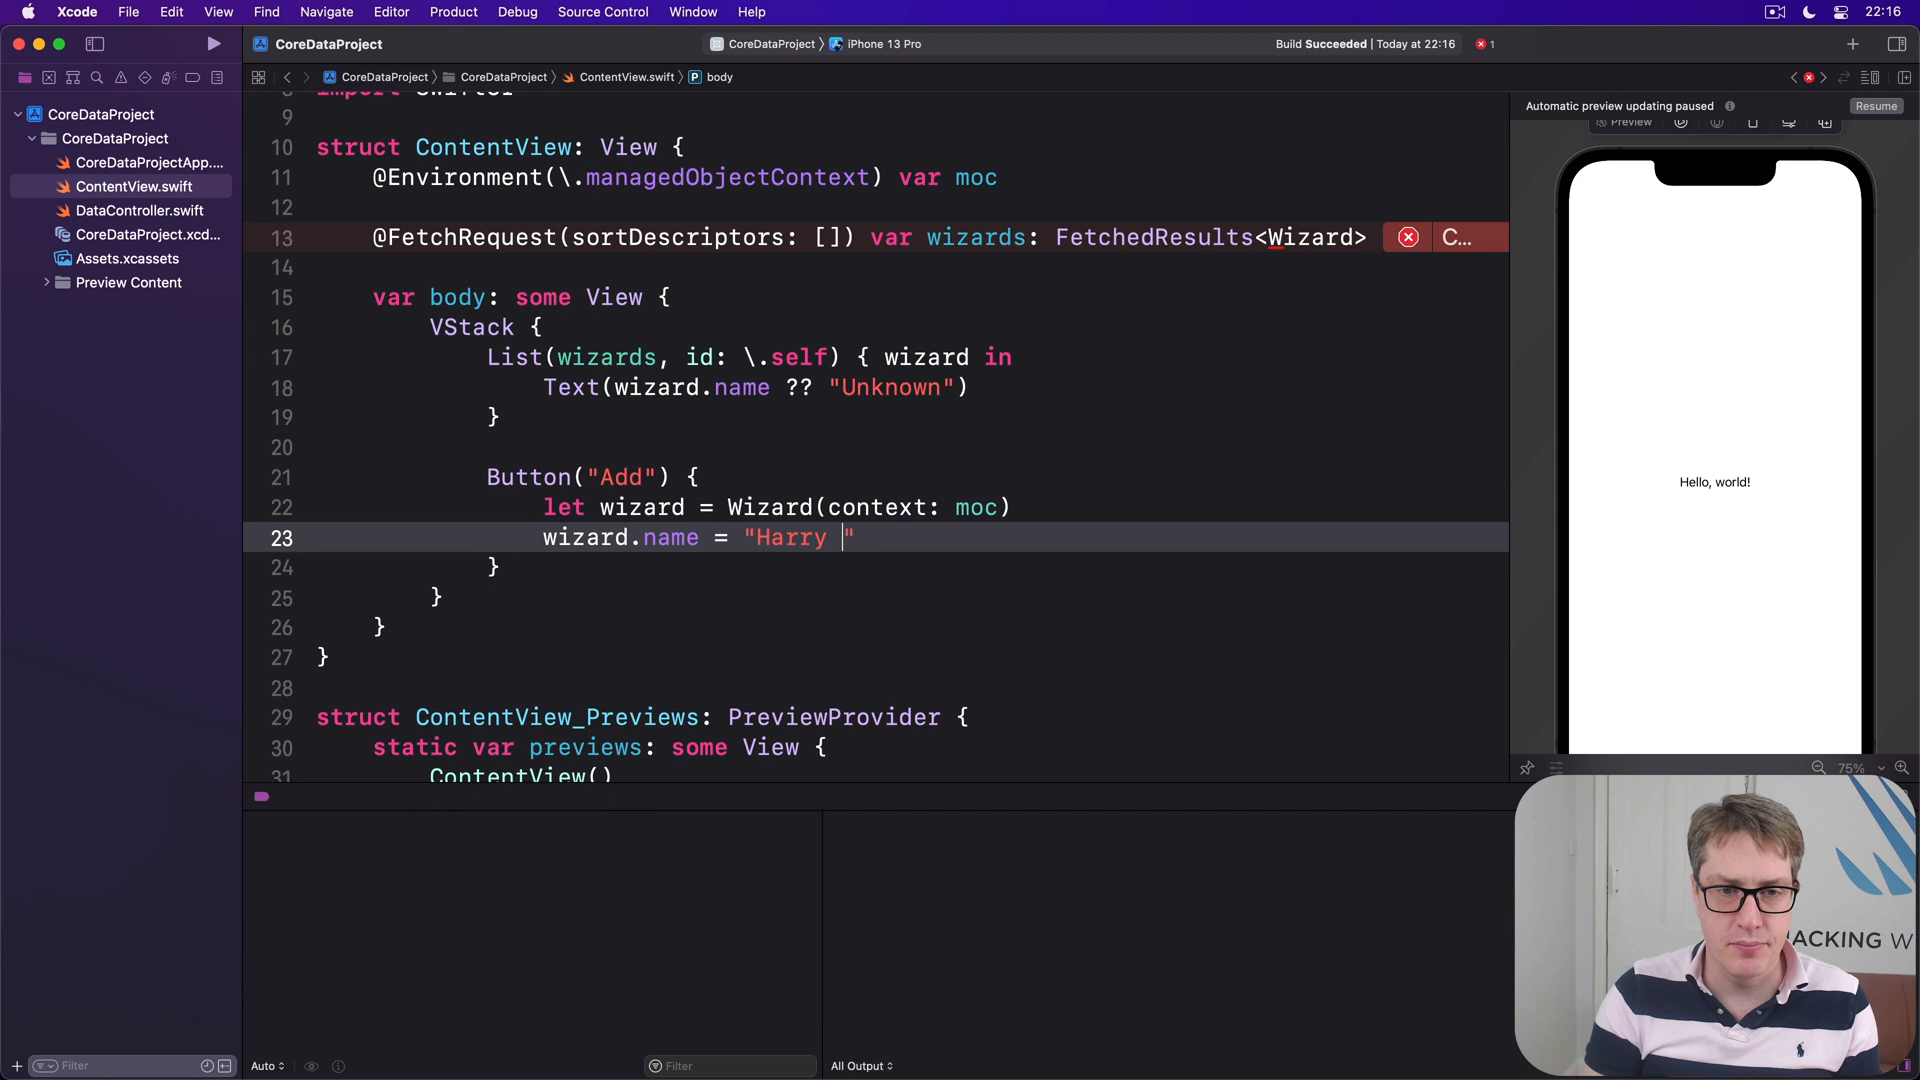 Xcode File Edit View Find Navigate Editor Product Debug Source Control Window Help 22:16
CoreDataProject CoreDataProject iPhone 13 Pro Build Succeeded | Today at 22:16 1
CoreDataProject CoreDataProject ContentView.swift body
Automatic preview updating paused Resume
Preview
CoreDataProject
CoreDataProject
CoreDataProjectApp....
ContentView.swift
DataController.swift
CoreDataProject.xcd...
Assets.xcassets
Preview Content
9
10 struct ContentView: View {
11 @Environment(\.managedObjectContext) var moc
12
13 @FetchRequest(sortDescriptors: []) var wizards: FetchedResults<Wizard> C...
14
15 var body: some View {
16 VStack {
17 List(wizards, id: \.self) { wizard in
18 Text(wizard.name ?? "Unknown")
19 }
20
21 Button("Add") {
22 let wizard = Wizard(context: moc)
23 wizard.name = "Harry "
24 }
25 }
26 }
27 }
28
29 struct ContentView_Previews: PreviewProvider {
30 static var previews: some View {
31 ContentView()
Hello, world!
75%
ACKING W
Filter
Auto
Filter
All Output